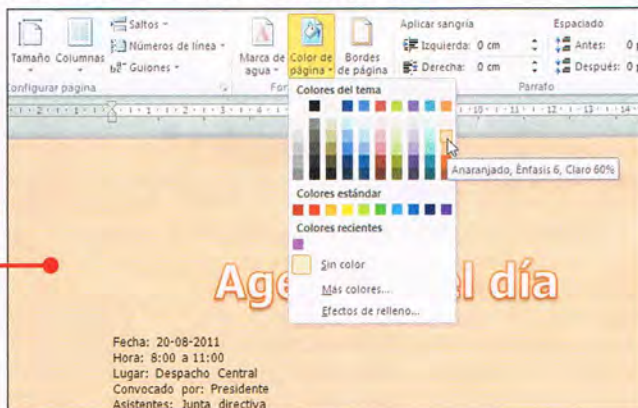 Saltos
Tamaño
Columnas
Números de línea
Guiones
Configurar página
Marca de agua
Color de página
Bordes de página
Aplicar sangría
Izquierda: 0 cm
Derecha: 0 cm
Espaciado
Antes: 0
Después: 0
Párrafo
Colores del tema
Anaranjado, Énfasis 6, Claro 60%
Colores estándar
Colores recientes
Sin color
Más colores...
Efectos de relleno...
el día
Fecha: 20-08-2011
Hora: 8:00 a 11:00
Lugar: Despacho Central
Convocado por: Presidente
Asistentes: Junta directiva